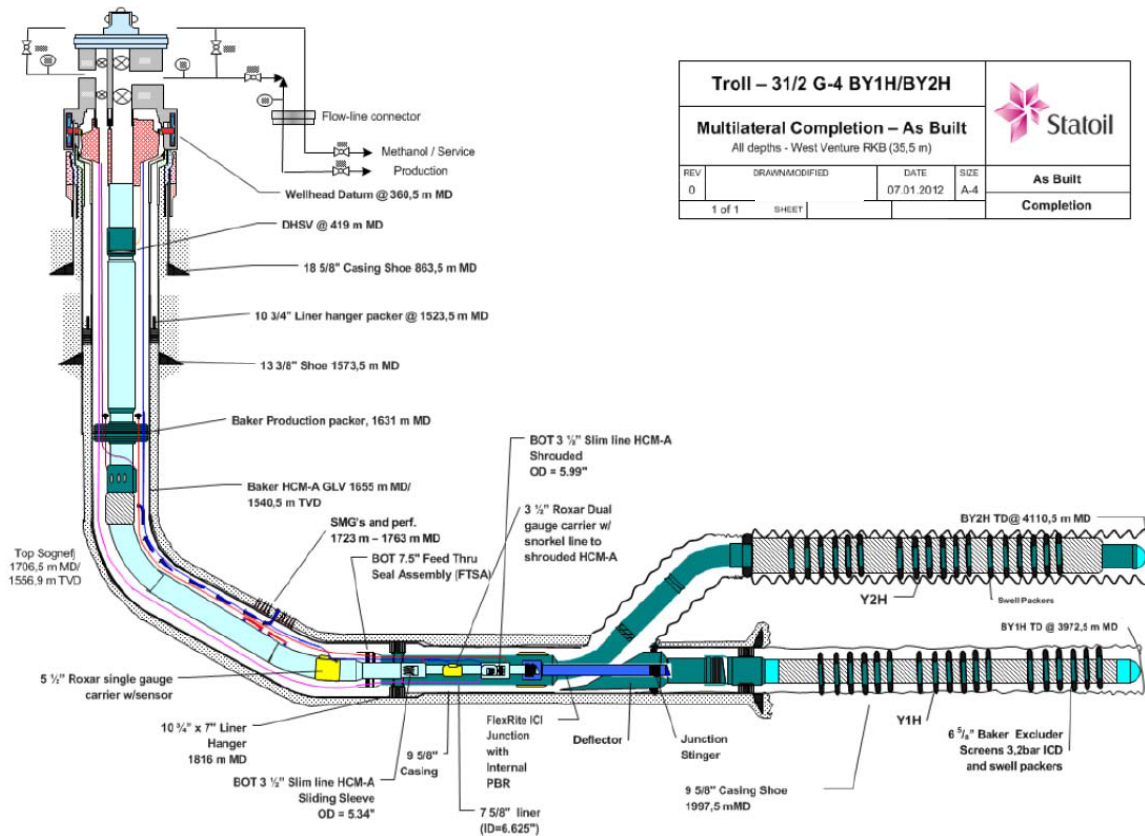 Troll – 31/2 G-4 BY1H/BY2H
Multilateral Completion – As Built
All depths - West Venture RKB (35,5 m)
REV
DRAWN/MODIFIED
DATE
SIZE
0
07.01.2012
A-4
1 of 1
SHEET
Statoil
As Built
Completion
Flow-line connector
Methanol / Service
Production
Wellhead Datum @ 360,5 m MD
DHSV @ 419 m MD
18 5/8" Casing Shoe 863,5 m MD
10 3/4" Liner hanger packer @ 1523,5 m MD
13 3/8" Shoe 1573,5 m MD
Baker Production packer, 1631 m MD
Baker HCM-A GLV 1655 m MD/
1540,5 m TVD
SMG's and perf.
1723 m – 1763 m MD
BOT 7.5" Feed Thru
Seal Assembly (FTSA)
BOT 3 ½" Slim line HCM-A
Shrouded
OD = 5.99"
3 ½" Roxar Dual
gauge carrier w/
snorkel line to
shrouded HCM-A
Top Sognefj
1706,5 m MD/
1556.9 m TVD
BY2H TD@ 4110,5 m MD
Y2H
Swell Packers
BY1H TD @ 3972,5 m MD
5 ½" Roxar single gauge
carrier w/sensor
10 ¾" x 7" Liner
Hanger
1816 m MD
BOT 3 ½" Slim line HCM-A
Sliding Sleeve
OD = 5.34"
9 5/8"
Casing
7 5/8" liner
(ID=6.625")
FlexRite ICI
Junction
with
Internal
PBR
Deflector
Junction
Stinger
9 5/8" Casing Shoe
1997,5 mMD
Y1H
6 5/8" Baker Excluder
Screens 3,2bar ICD
and swell packers